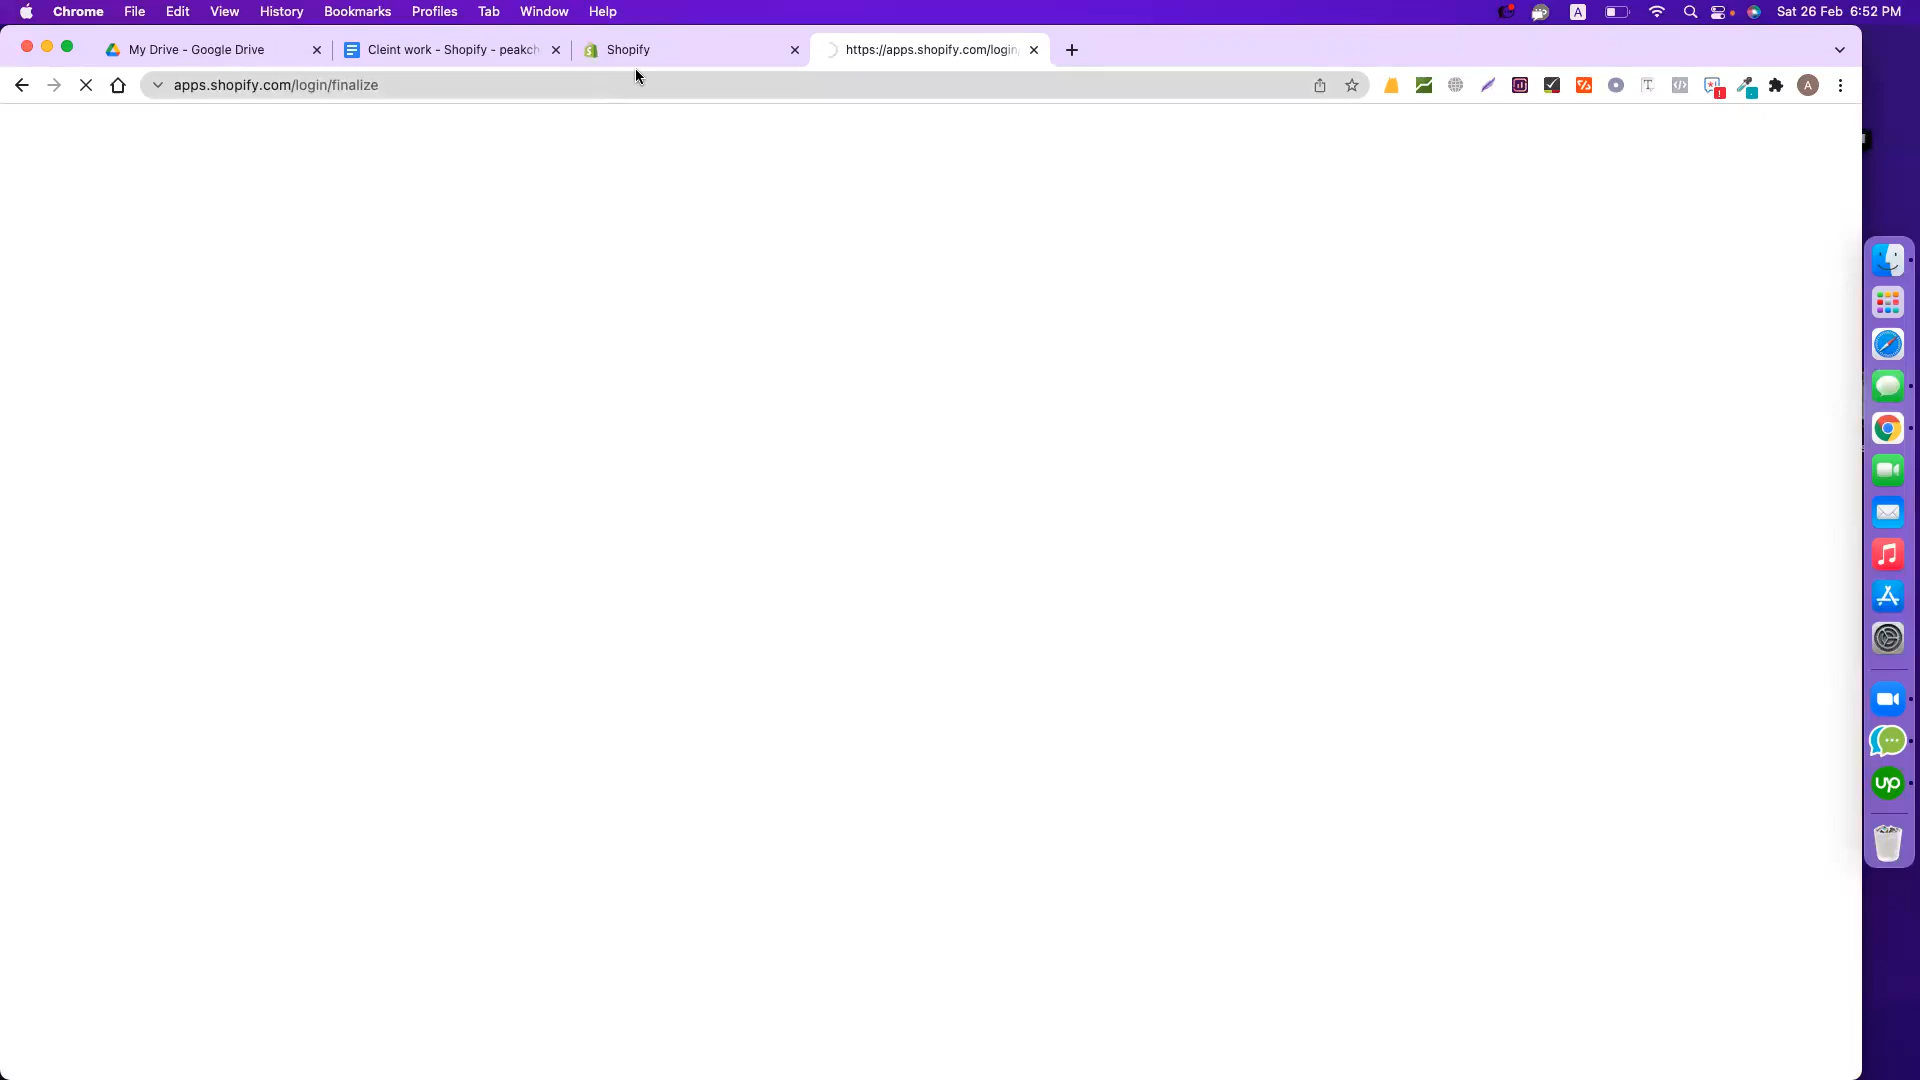 Chrome File Edit View History Bookmarks Profiles Tab Window Help A Sat 26 Feb 6:52 PM
My Drive - Google Drive Cleint work - Shopify - peakch Shopify https://apps.shopify.com/login
apps.shopify.com/login/finalize A
up